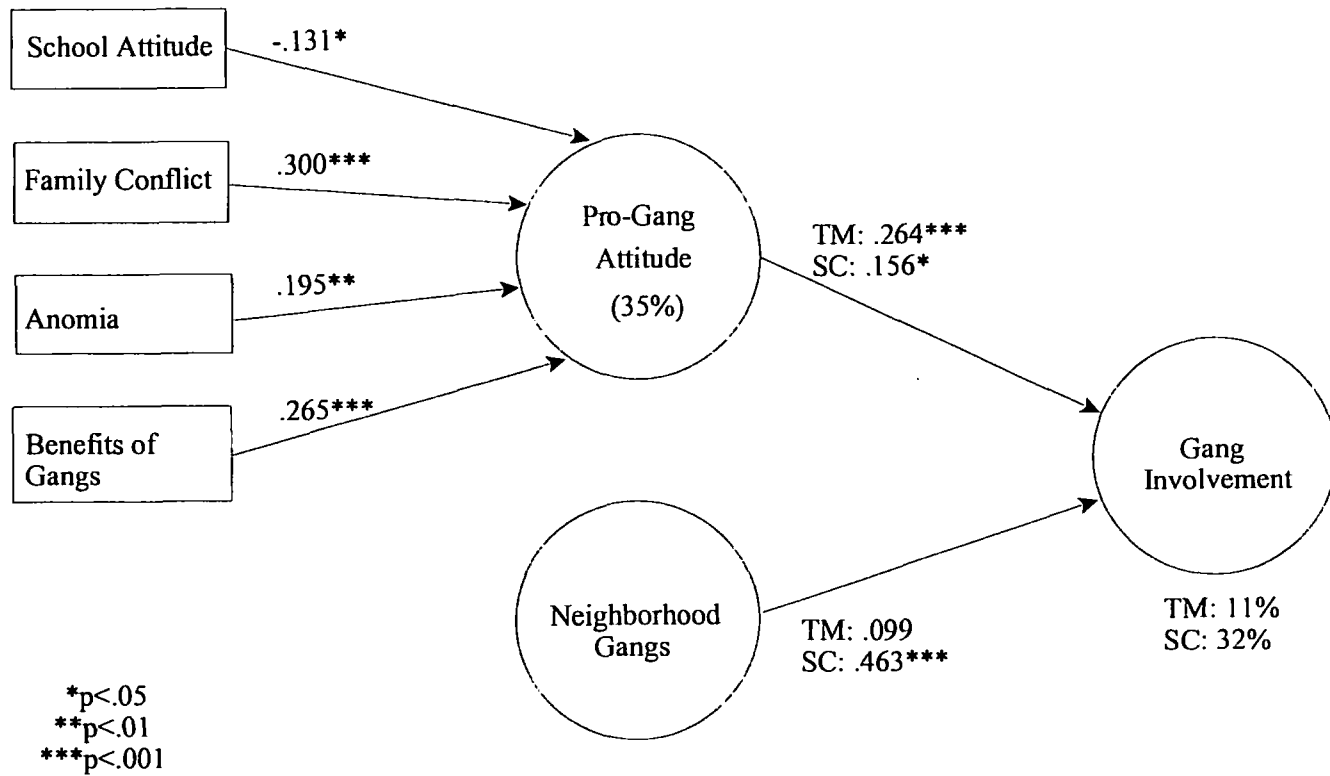 School Attitude
-.131*
Family Conflict
.300***
Anomia
.195**
Benefits of
Gangs
.265***
Pro-Gang
Attitude
(35%)
TM: .264***
SC: .156*
Neighborhood
Gangs
TM: .099
SC: .463***
Gang
Involvement
TM: 11%
SC: 32%
*p<.05
**p<.01
***p<.001